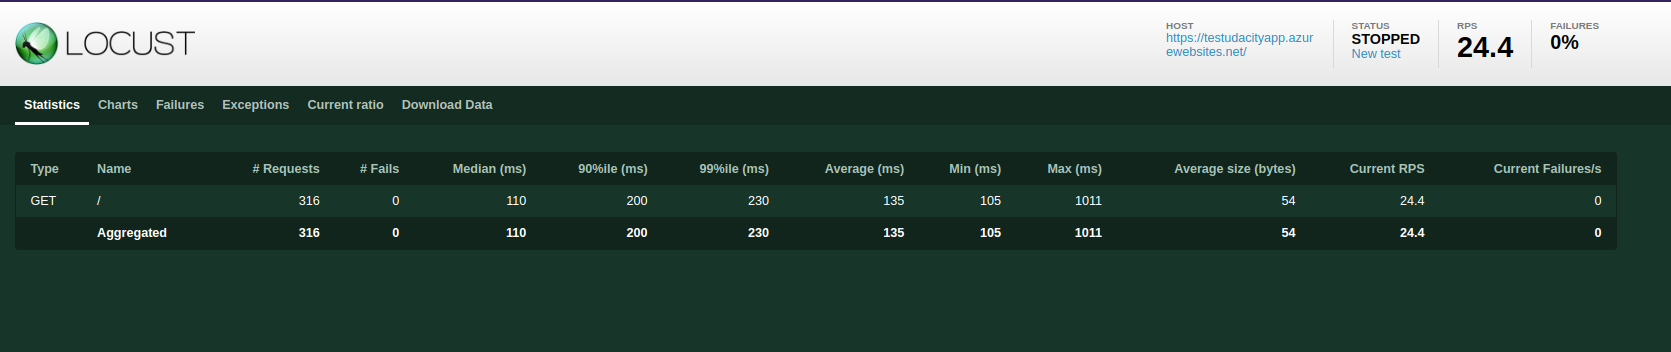 LOCUST
HOST
https://testudacityapp.azur
ewebsites.net/
STATUS
STOPPED
New test
RPS
24.4
FAILURES
0%
Statistics Charts Failures Exceptions Current ratio Download Data
Type Name # Requests # Fails Median (ms) 90%ile (ms) 99%ile (ms) Average (ms) Min (ms) Max (ms) Average size (bytes) Current RPS Current Failures/s
GET / 316 0 110 200 230 135 105 1011 54 24.4 0
Aggregated 316 0 110 200 230 135 105 1011 54 24.4 0